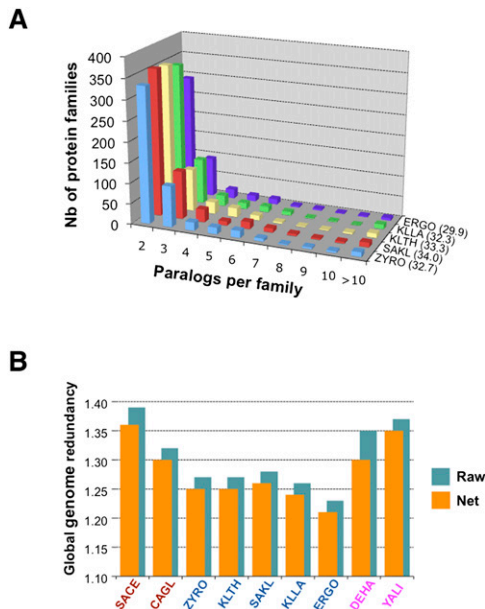 A
Nb of protein families
400
350
300
250
200
150
100
50
0
2 3 4 5 6 7 8 9 10 >10
Paralogs per family
ERGO (29.9)
KLLA (32.3)
KLTH (33.3)
SAKL (34.0)
ZYRO (32.7)
B
Global genome redundancy
1.40
1.35
1.30
1.25
1.20
1.15
1.10
Raw
Net
SACE CAGL ZYRO KLTH SAKL KLLA ERGO DEHA YALI